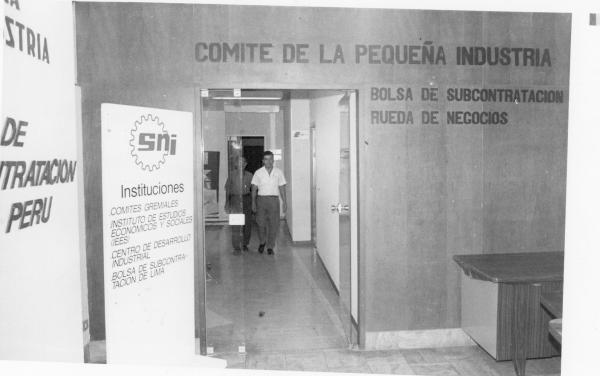 STRIA
DE
NTRATACION
PERU
COMITE DE LA PEQUEÑA INDUSTRIA
BOLSA DE SUBCONTRATACION
RUEDA DE NEGOCIOS
sni
Instituciones
.COMITES GREMIALES
.INSTITUTO DE ESTUDIOS
ECONOMICOS Y SOCIALES
(IEES)
.CENTRO DE DESARROLLO
INDUSTRIAL
.BOLSA DE SUBCONTRA-
TACION DE LIMA